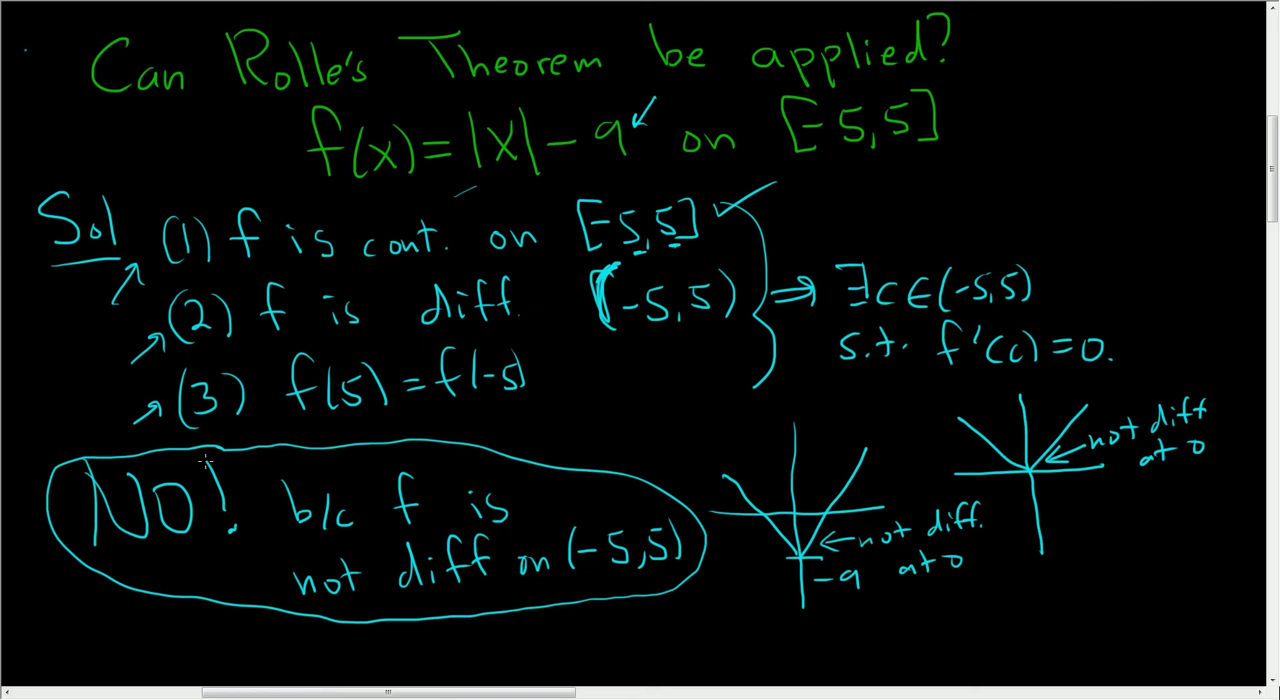 Can Rolle's Theorem be applied?
f(x)=|x|-9 on [-5,5]
Sol (1) f is cont. on [-5,5]
(2) f is diff. (-5,5)
(3) f(5)=f(-5)
⇒ ∃c∈(-5,5)
s.t. f'(c)=0.
NO! b/c f is
not diff on (-5,5)
not diff.
at 0
-9
not diff
at 0